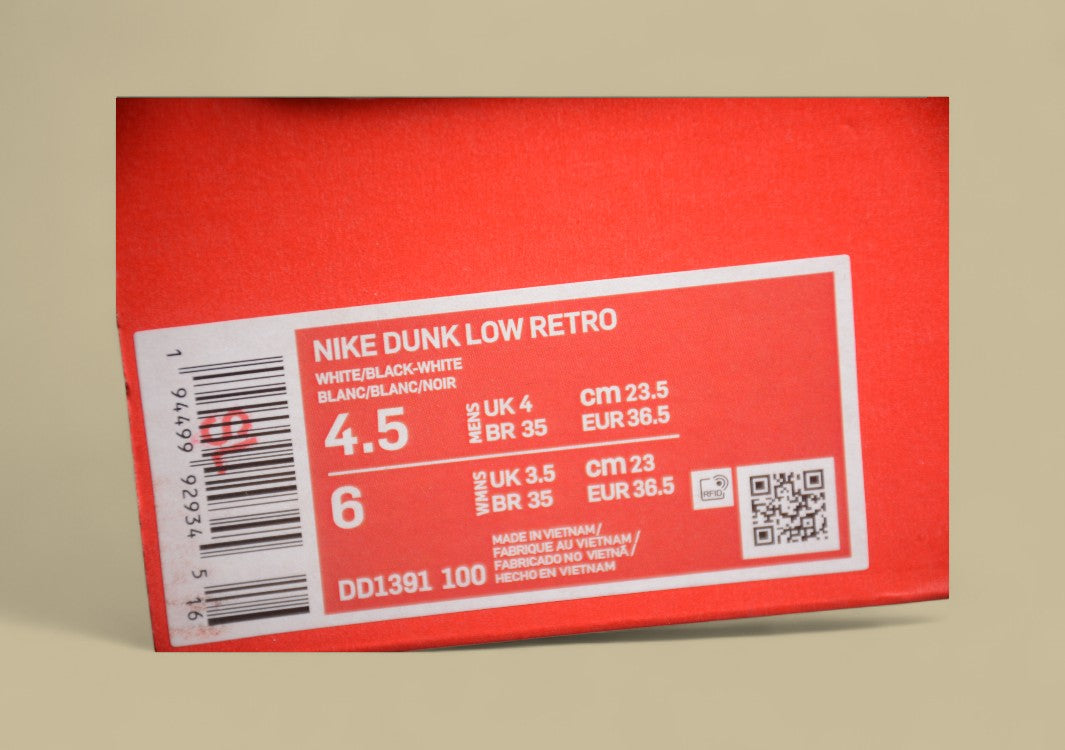 NIKE DUNK LOW RETRO
WHITE/BLACK-WHITE
BLANC/BLANC/NOIR
4.5
MENS
UK 4
BR 35
cm 23.5
EUR 36.5
6
WMNS
UK 3.5
BR 35
cm 23
EUR 36.5
RFID
MADE IN VIETNAM/
FABRIQUE AU VIETNAM/
FABRICADO NO VIETNÃ/
HECHO EN VIETNAM
DD1391 100
1 94499 92934 5 16